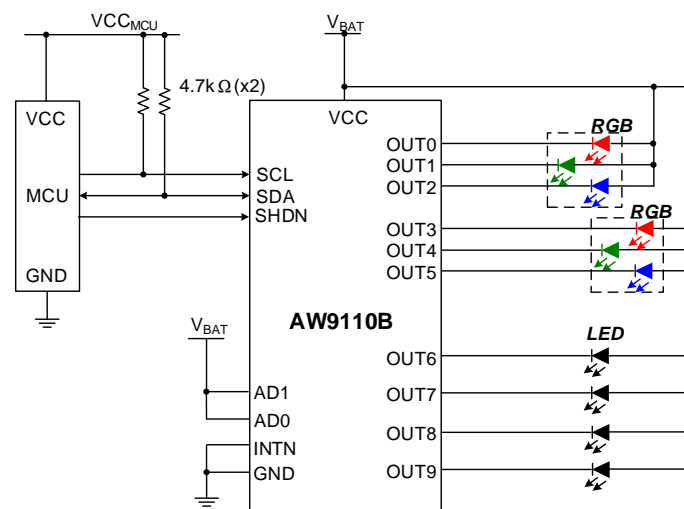 VCCMCU
VBAT
4.7kΩ(x2)
VCC
VCC
RGB
OUT0
OUT1
OUT2
SCL
MCU
SDA
SHDN
RGB
OUT3
OUT4
OUT5
GND
AW9110B
VBAT
LED
OUT6
AD1
OUT7
AD0
OUT8
INTN
GND
OUT9